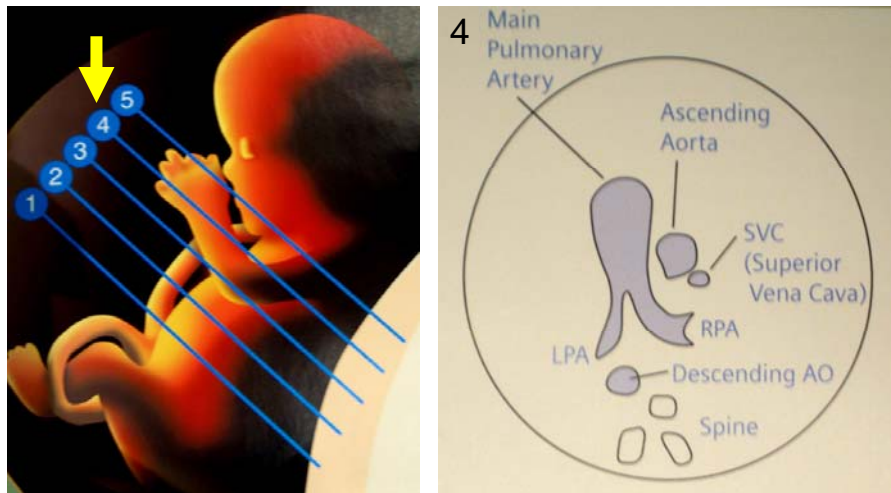 1
2
3
4
5
4
Main
Pulmonary
Artery
Ascending
Aorta
SVC
(Superior
Vena Cava)
RPA
LPA
Descending AO
Spine